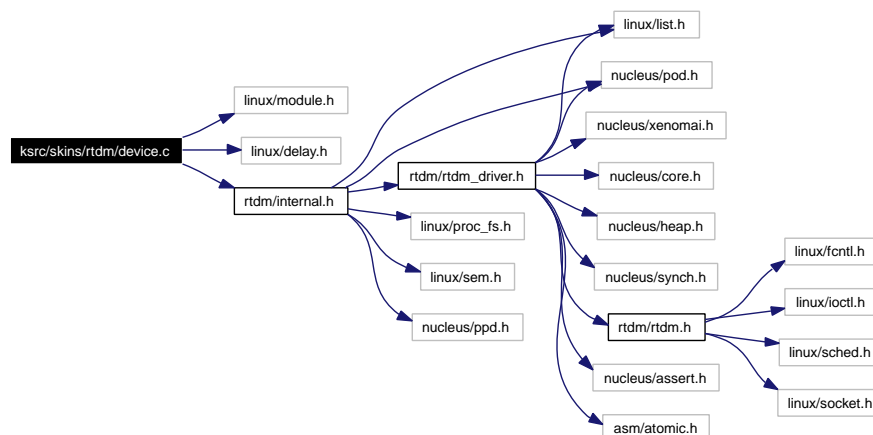 ksrc/skins/rtdm/device.c
linux/module.h
linux/delay.h
rtdm/internal.h
linux/list.h
nucleus/pod.h
rtdm/rtdm_driver.h
linux/proc_fs.h
linux/sem.h
nucleus/ppd.h
nucleus/xenomai.h
nucleus/core.h
nucleus/heap.h
nucleus/synch.h
rtdm/rtdm.h
nucleus/assert.h
asm/atomic.h
linux/fcntl.h
linux/ioctl.h
linux/sched.h
linux/socket.h